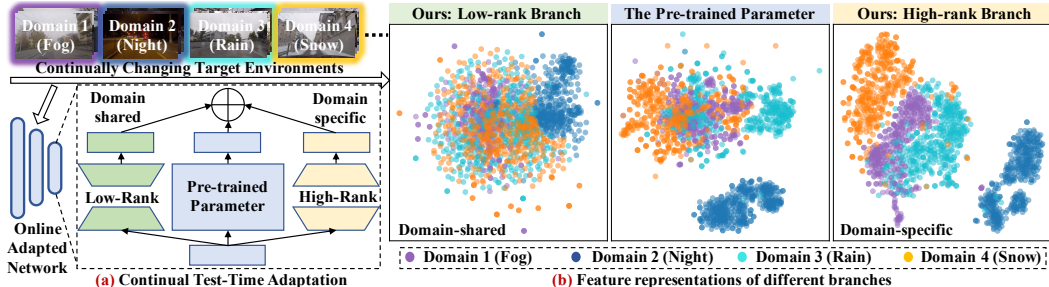 Domain 1 (Fog)
Domain 2 (Night)
Domain 3 (Rain)
Domain 4 (Snow)
Continually Changing Target Environments
Domain shared
Domain specific
Low-Rank
Pre-trained Parameter
High-Rank
Online Adapted Network
(a) Continual Test-Time Adaptation
Ours: Low-rank Branch
The Pre-trained Parameter
Ours: High-rank Branch
Domain-shared
Domain-specific
Domain 1 (Fog)
Domain 2 (Night)
Domain 3 (Rain)
Domain 4 (Snow)
(b) Feature representations of different branches